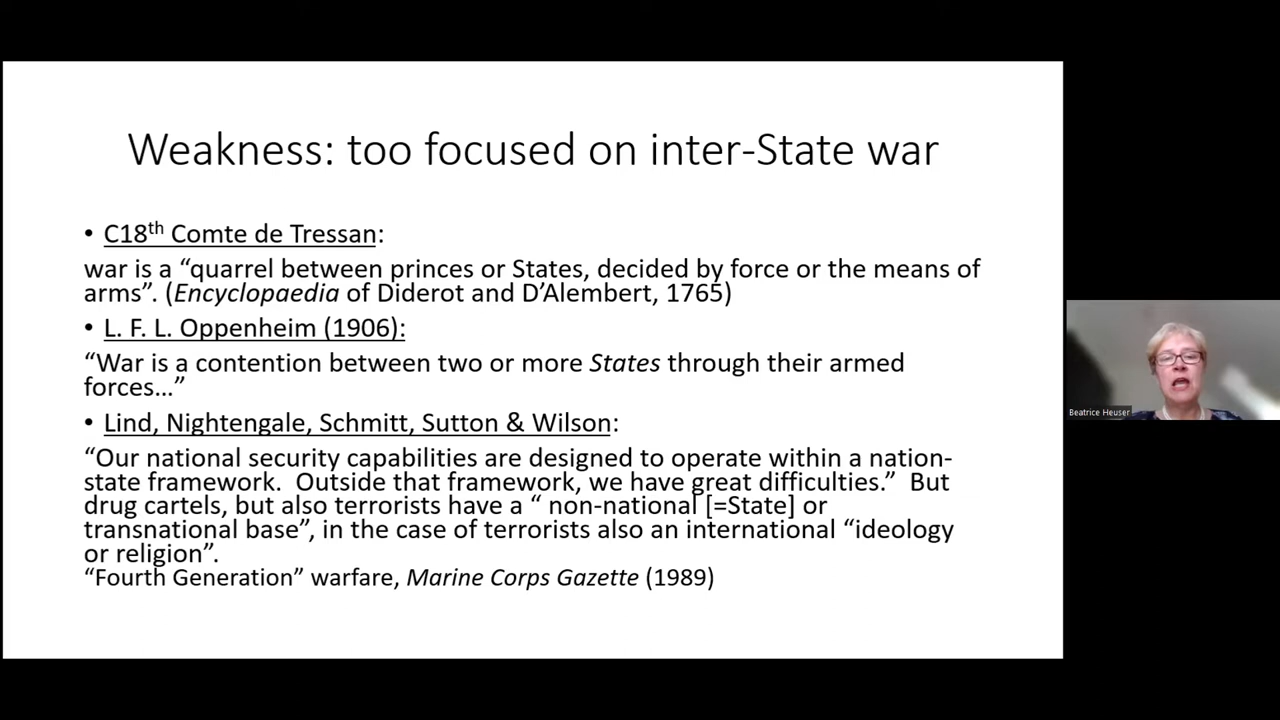 Weakness: too focused on inter-State war
• C18th Comte de Tressan:
war is a “quarrel between princes or States, decided by force or the means of
arms”. (Encyclopaedia of Diderot and D’Alembert, 1765)
• L. F. L. Oppenheim (1906):
“War is a contention between two or more States through their armed
forces…”
• Lind, Nightengale, Schmitt, Sutton & Wilson:
“Our national security capabilities are designed to operate within a nation-
state framework.  Outside that framework, we have great difficulties.”  But
drug cartels, but also terrorists have a “ non-national [=State] or
transnational base”, in the case of terrorists also an international “ideology
or religion”.
“Fourth Generation” warfare, Marine Corps Gazette (1989)
Beatrice Heuser